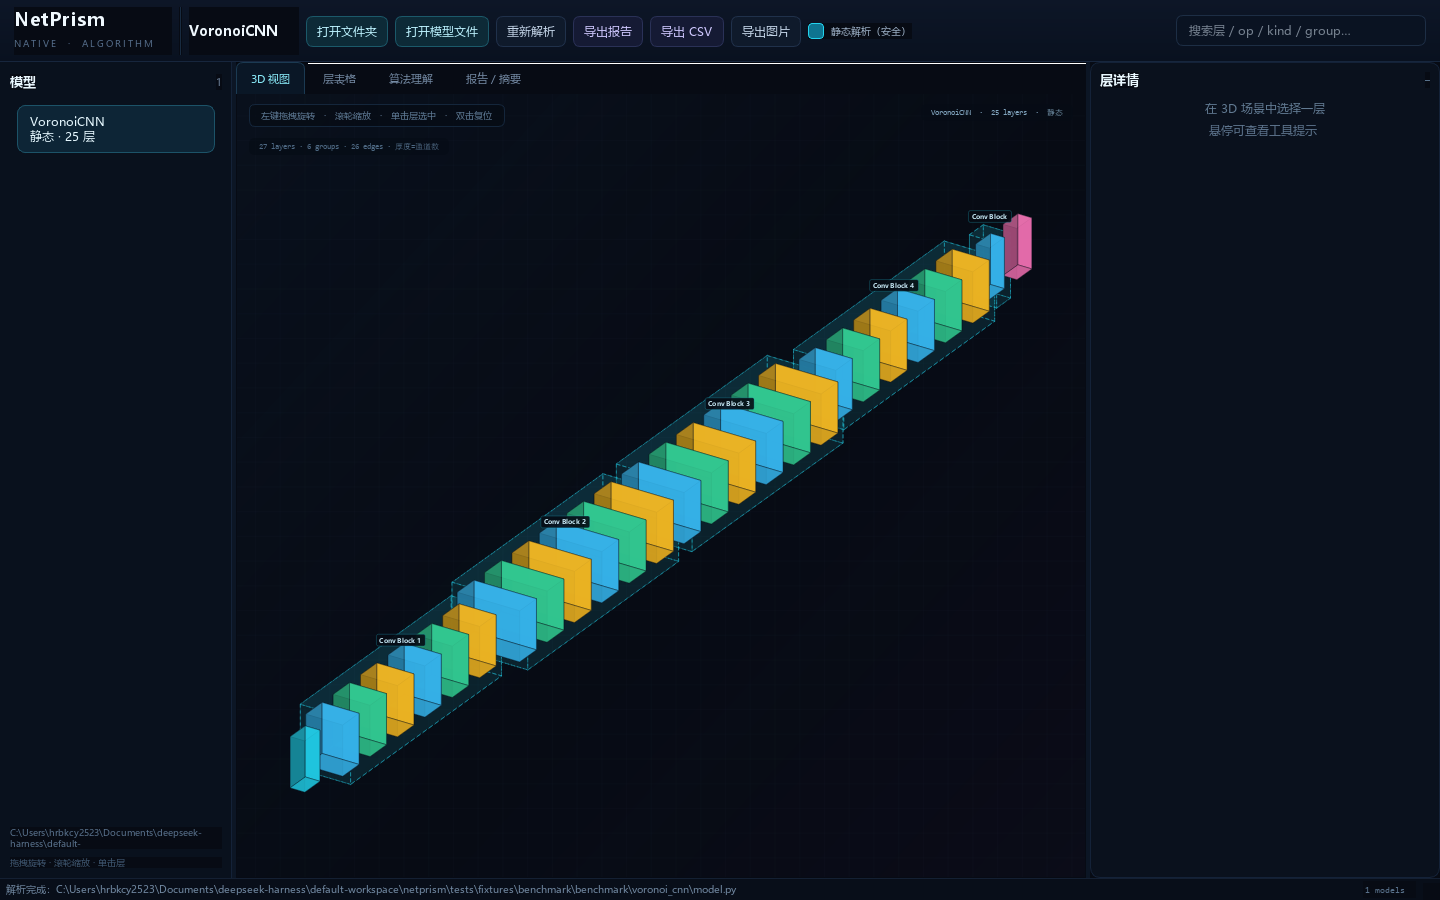 NetPrism
NATIVE · ALGORITHM
VoronoiCNN
打开文件夹
打开模型文件
重新解析
导出报告
导出 CSV
导出图片
静态解析（安全）
搜索层 / op / kind / group...
模型
1
VoronoiCNN
静态 · 25 层
3D 视图
层表格
算法理解
报告 / 摘要
左键拖拽旋转 · 滚轮缩放 · 单击层选中 · 双击复位
VoronoiCNN · 25 layers · 静态
27 layers · 6 groups · 26 edges · 厚度=通道数
Conv Block
Conv Block 4
Conv Block 3
Conv Block 2
Conv Block 1
层详情
–
在 3D 场景中选择一层
悬停可查看工具提示
C:\Users\hrbkcy2523\Documents\deepseek-
harness\default-
拖拽旋转 · 滚轮缩放 · 单击层
解析完成: C:\Users\hrbkcy2523\Documents\deepseek-harness\default-workspace\netprism\tests\fixtures\benchmark\benchmark\voronoi_cnn\model.py
1 models